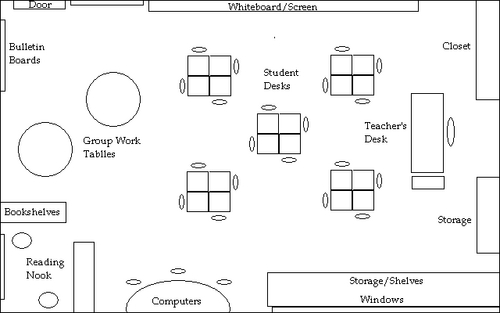 Door
Whiteboard/Screen
Bulletin
Boards
Closet
Student
Desks
Teacher's
Desk
Group Work
Tablles
Bookshelves
Storage
Reading
Nook
Storage/Shelves
Computers
Windows